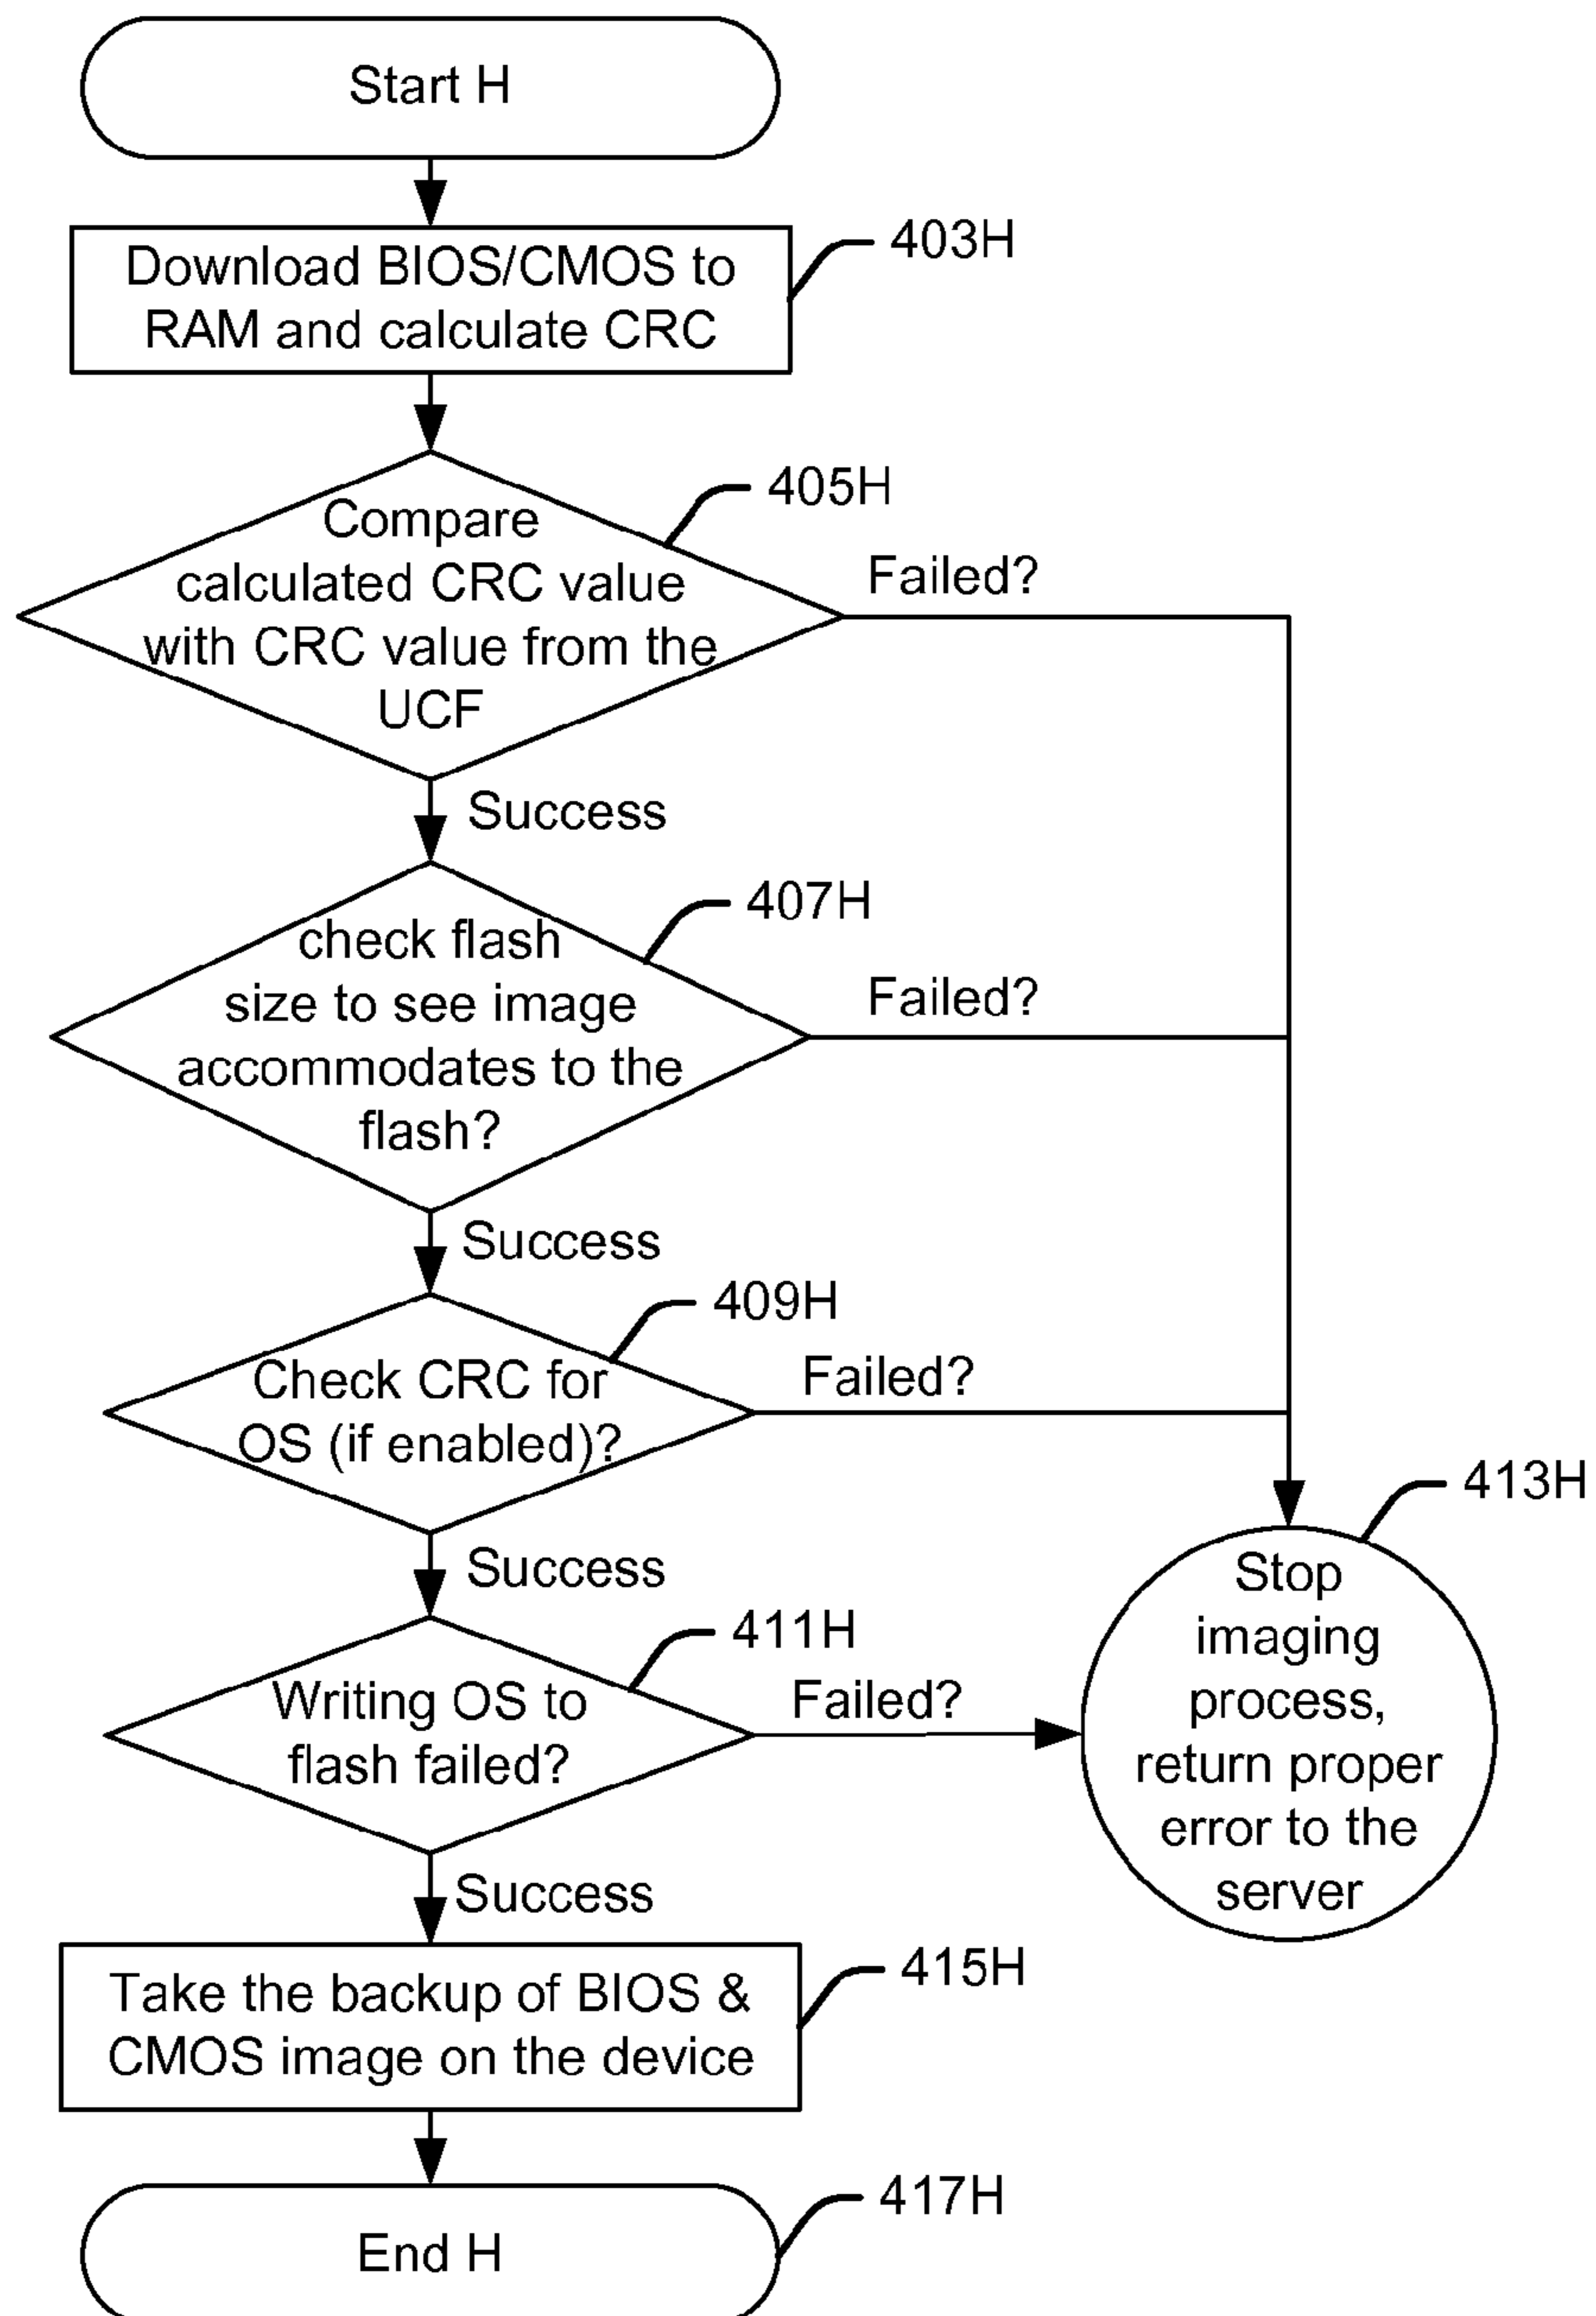 Start H
Download BIOS/CMOS to
RAM and calculate CRC
403H
405H
Compare
calculated CRC value
with CRC value from the
UCF
Failed?
Success
407H
check flash
size to see image
accommodates to the
flash?
Failed?
Success
409H
Check CRC for
OS (if enabled)?
Failed?
Success
411H
Writing OS to
flash failed?
Failed?
413H
Stop
imaging
process,
return proper
error to the
server
Success
415H
Take the backup of BIOS &
CMOS image on the device
417H
End H